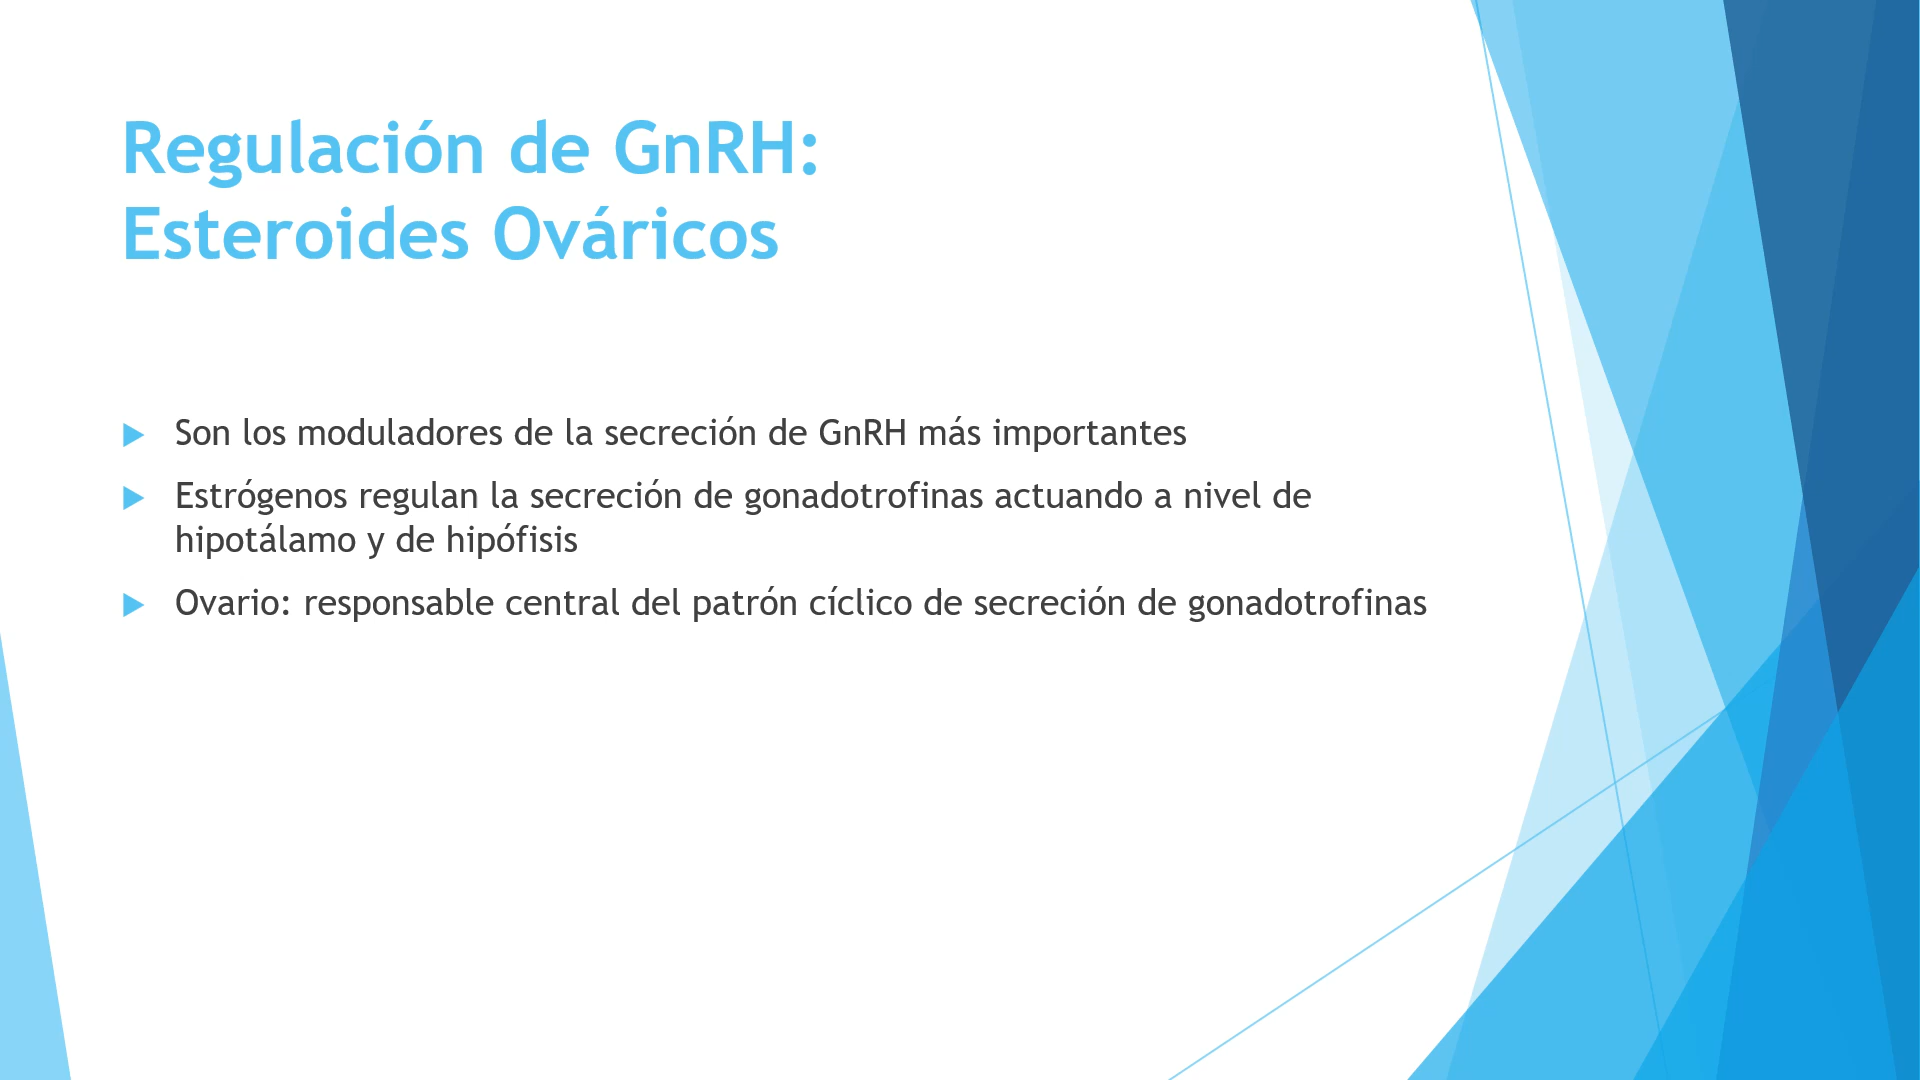 Regulación de GnRH:
Esteroides Ováricos
Son los moduladores de la secreción de GnRH más importantes
Estrógenos regulan la secreción de gonadotrofinas actuando a nivel de
hipotálamo y de hipófisis
Ovario: responsable central del patrón cíclico de secreción de gonadotrofinas